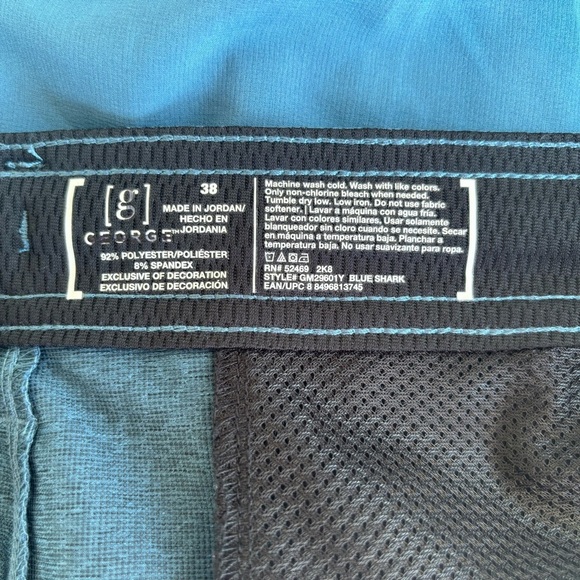 [g]
GEORGE™
38
MADE IN JORDAN/
HECHO EN
JORDANIA
92% POLYESTER/POLIÉSTER
8% SPANDEX
EXCLUSIVE OF DECORATION
EXCLUSIVO DE DECORACIÓN
Machine wash cold. Wash with like colors.
Only non-chlorine bleach when needed.
Tumble dry low. Low iron. Do not use fabric
softener. | Lavar a máquina con agua fría.
Lavar con colores similares. Usar solamente
blanqueador sin cloro cuando se necesite. Secar
en máquina a temperatura baja. Planchar a
temperatura baja. No usar suavizante para ropa.
RN# 52469 2K8
STYLE# GM29601Y BLUE SHARK
EAN/UPC 8 8496813745